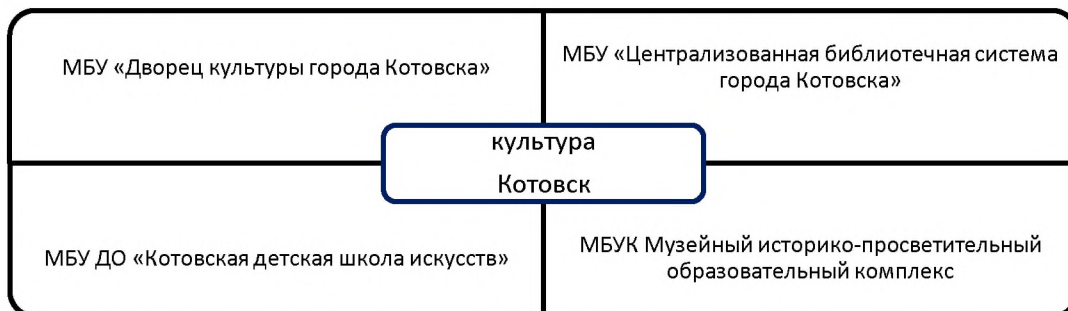 МБУ «Дворец культуры города Котовска»
МБУ «Централизованная библиотечная система
города Котовска»
культура
Котовск
МБУ ДО «Котовская детская школа искусств»
МБУК Музейный историко-просветительный
образовательный комплекс